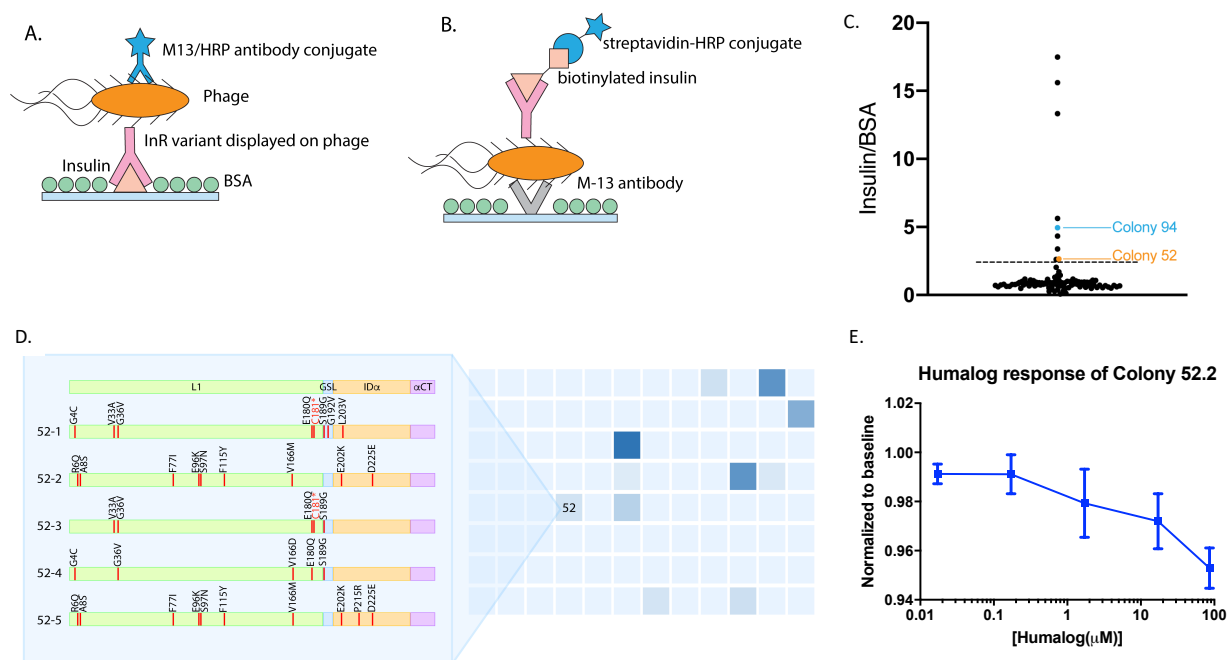 A.
M13/HRP antibody conjugate
Phage
InR variant displayed on phage
Insulin
BSA
B.
streptavidin-HRP conjugate
biotinylated insulin
M-13 antibody
C.
Insulin/BSA
20
15
10
5
0
Colony 94
Colony 52
D.
L1 GSL IDα αCT
52-1
G4C V33A G36V E180Q C181* S189G G192V L203V
52-2
R6Q A8S F77I E96K S97N F115Y V166M E202K D225E
52-3
V33A G36V E180Q C181* S189G
52-4
G4C G36V V166D E180Q S189G
52-5
R6Q A8S F77I E96K S97N F115Y V166M E202K P215R D225E
52
E.
Humalog response of Colony 52.2
Normalized to baseline
1.02
1.00
0.98
0.96
0.94
0.01 0.1 1 10 100
[Humalog(μM)]